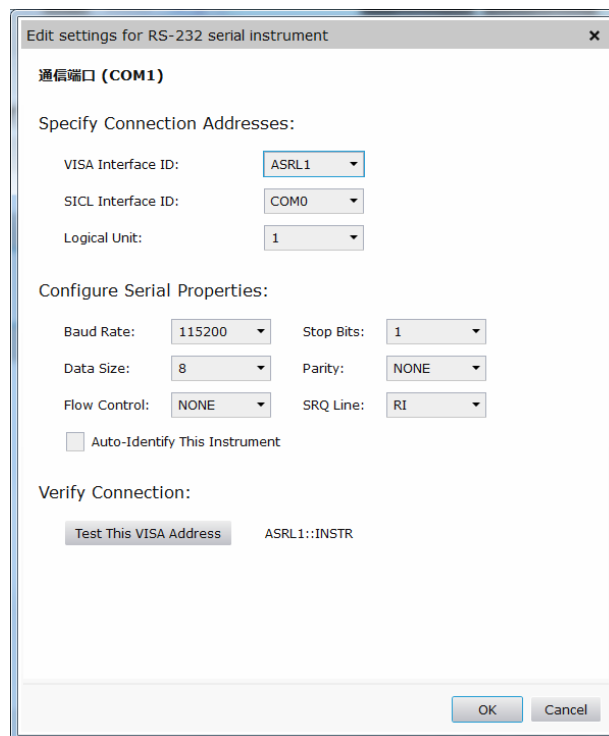 Edit settings for RS-232 serial instrument
通信端口 (COM1)
Specify Connection Addresses:
VISA Interface ID: ASRL1
SICL Interface ID: COM0
Logical Unit: 1
Configure Serial Properties:
Baud Rate: 115200 Stop Bits: 1
Data Size: 8 Parity: NONE
Flow Control: NONE SRQ Line: RI
Auto-Identify This Instrument
Verify Connection:
Test This VISA Address ASRL1::INSTR
OK Cancel